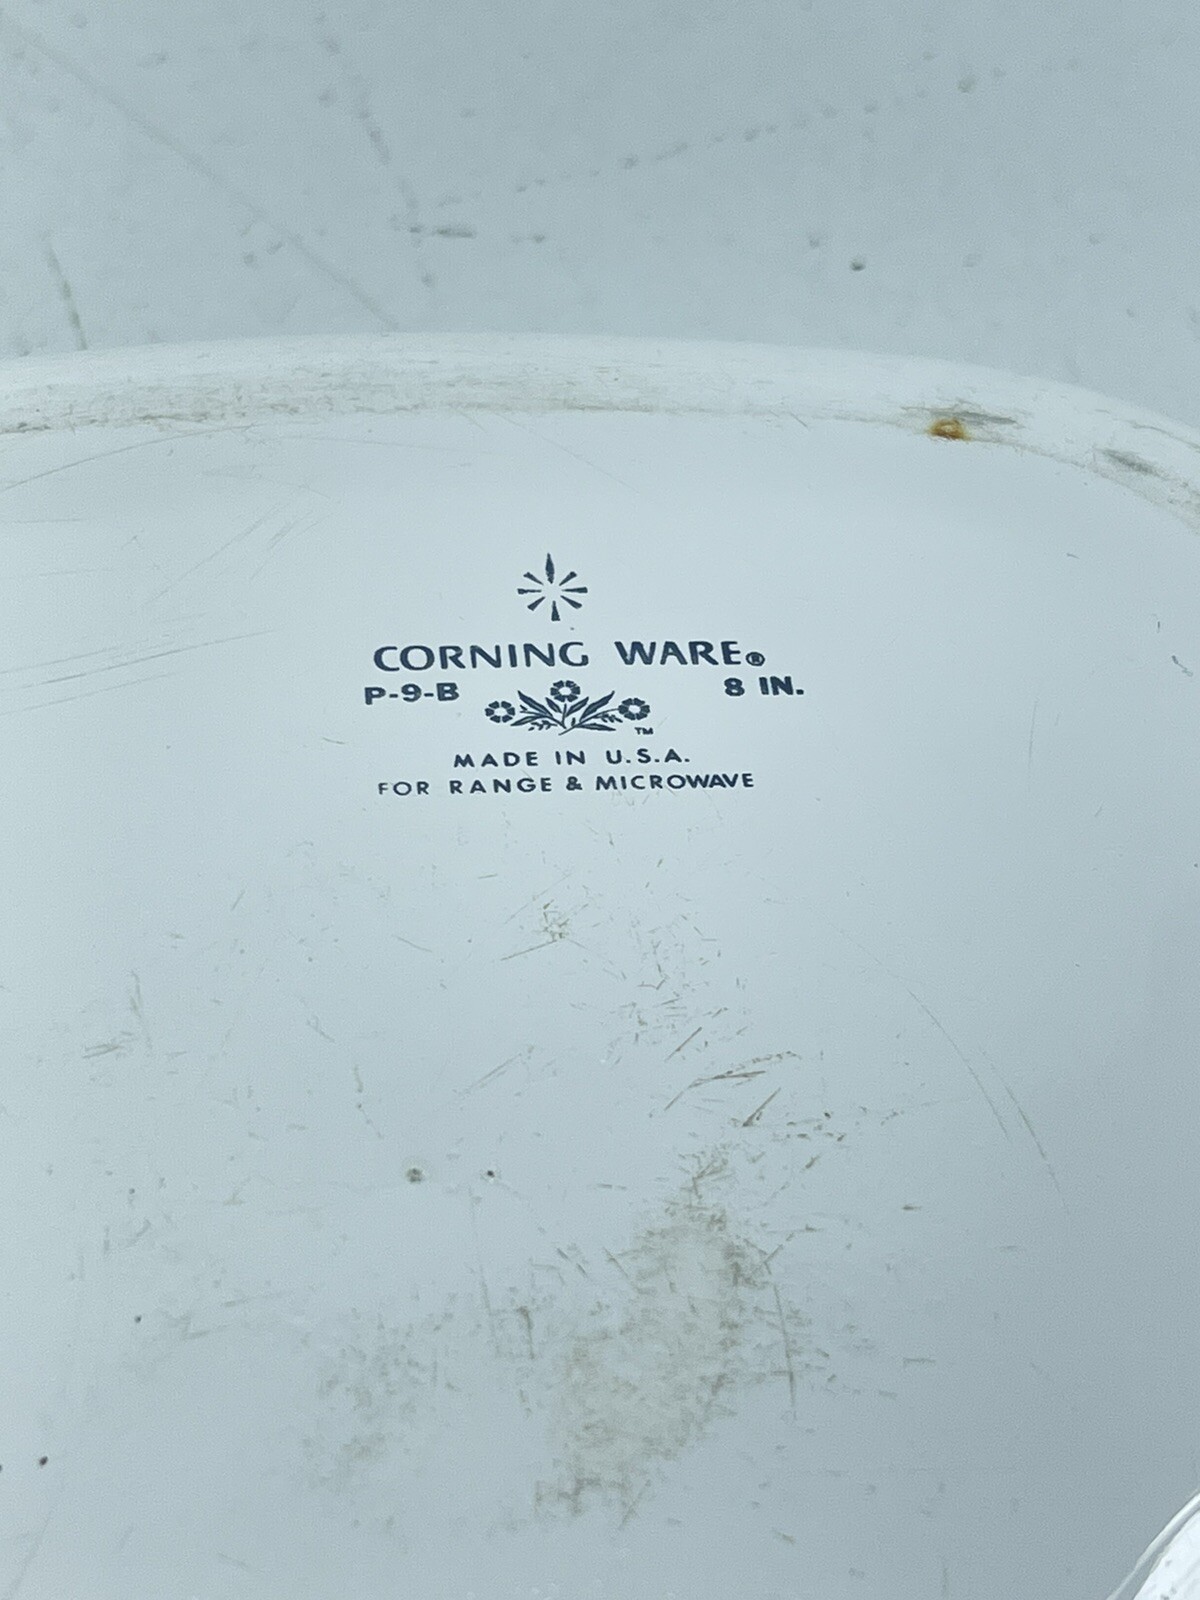 CORNING WARE®
P-9-B 8 IN.
TM
MADE IN U.S.A.
FOR RANGE & MICROWAVE